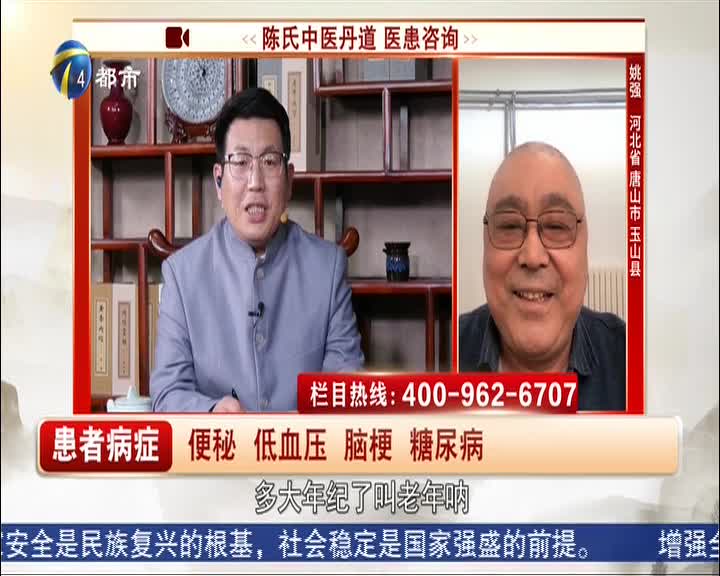 << 陈氏中医丹道 医患咨询 >>
4 都市
姚强 河北省 唐山市 玉山县
栏目热线:400-962-6707
患者病症
便秘 低血压 脑梗 糖尿病
多大年纪了叫老年呐
安全是民族复兴的根基，社会稳定是国家强盛的前提。 增强